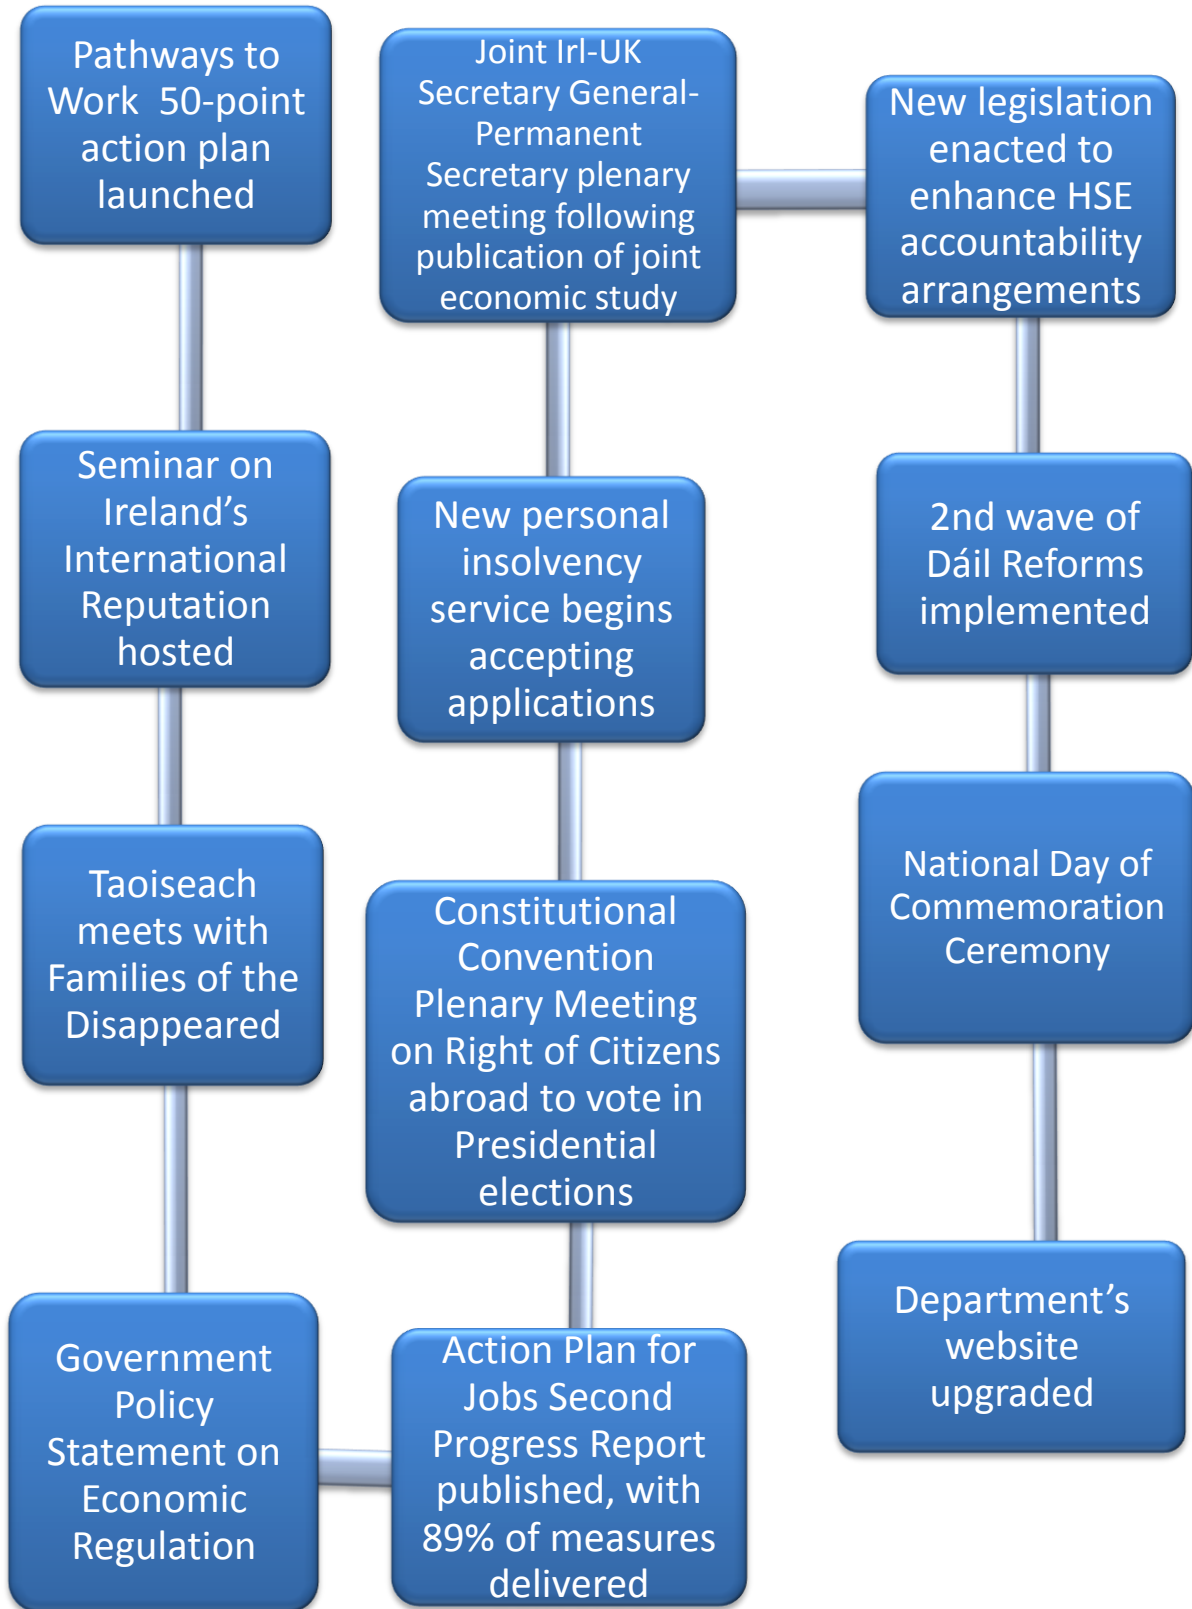 Pathways to
Work 50-point
action plan
launched
Seminar on
Ireland’s
International
Reputation
hosted
Taoiseach
meets with
Families of the
Disappeared
Government
Policy
Statement on
Economic
Regulation
Action Plan for
Jobs Second
Progress Report
published, with
89% of measures
delivered
Constitutional
Convention
Plenary Meeting
on Right of Citizens
abroad to vote in
Presidential
elections
New personal
insolvency
service begins
accepting
applications
Joint Irl-UK
Secretary General-
Permanent
Secretary plenary
meeting following
publication of joint
economic study
New legislation
enacted to
enhance HSE
accountability
arrangements
2nd wave of
Dáil Reforms
implemented
National Day of
Commemoration
Ceremony
Department’s
website
upgraded